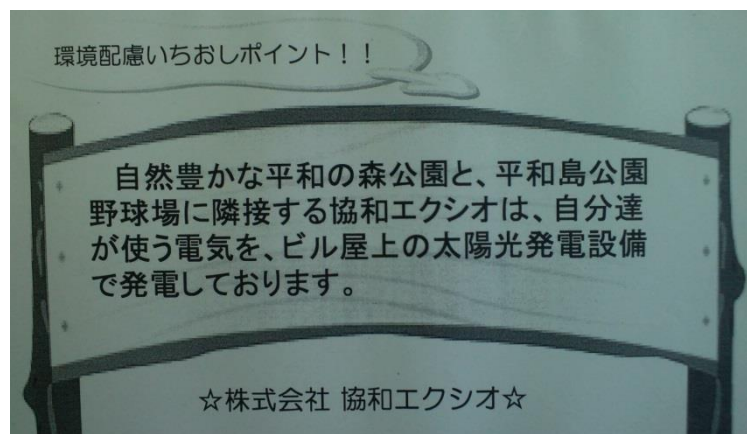 環境配慮いちおしポイント！！
自然豊かな平和の森公園と、平和島公園
野球場に隣接する協和エクシオは、自分達
が使う電気を、ビル屋上の太陽光発電設備
で発電しております。
☆株式会社 協和エクシオ☆